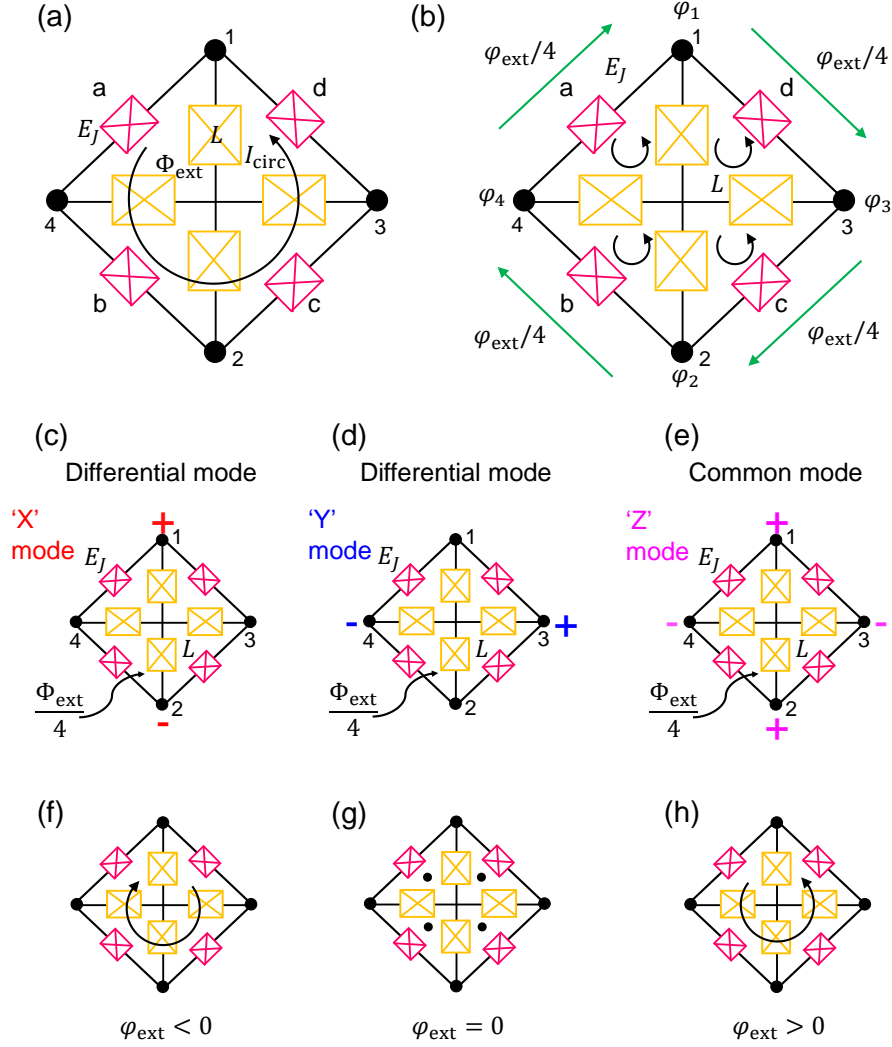 (a)
1
a
d
E_J
L
Φ_ext
I_circ
4
3
b
c
2
(b)
φ_1
φ_ext/4
1
φ_ext/4
E_J
a
d
L
φ_4
4
3
φ_3
b
c
φ_ext/4
2
φ_ext/4
φ_2
(c)
Differential mode
'X'
mode
+
1
E_J
4
3
L
Φ_ext
4
2
-
(d)
Differential mode
'Y'
mode
1
E_J
-
4
3
+
L
Φ_ext
4
2
(e)
Common mode
'Z'
mode
+
1
E_J
-
4
3
-
L
Φ_ext
4
2
+
(f)
φ_ext < 0
(g)
φ_ext = 0
(h)
φ_ext > 0